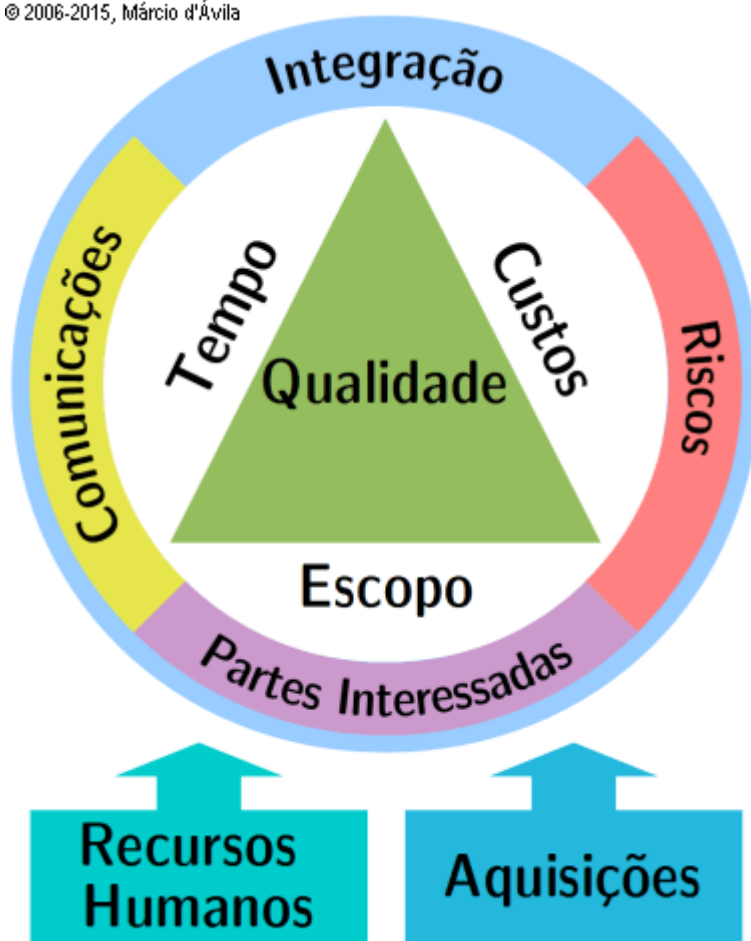 © 2006-2015, Márcio d'Ávila
Integração
Comunicações
Tempo
Custos
Riscos
Qualidade
Escopo
Partes Interessadas
Recursos
Humanos
Aquisições